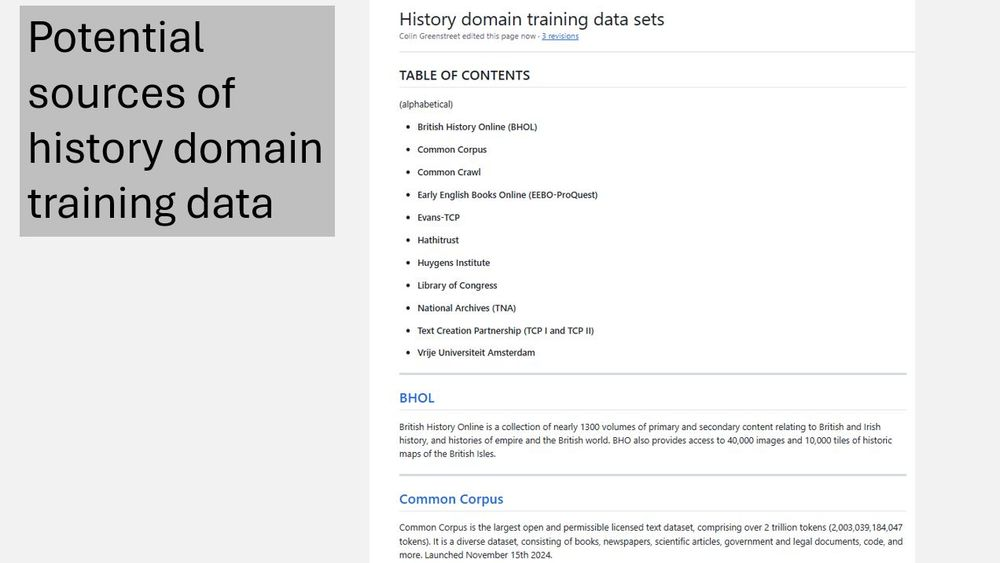 Potential
sources of
history domain
training data
History domain training data sets
Colin Greenstreet edited this page now · 3 revisions
TABLE OF CONTENTS
(alphabetical)
• British History Online (BHOL)
• Common Corpus
• Common Crawl
• Early English Books Online (EEBO-ProQuest)
• Evans-TCP
• Hathitrust
• Huygens Institute
• Library of Congress
• National Archives (TNA)
• Text Creation Partnership (TCP I and TCP II)
• Vrije Universiteit Amsterdam
BHOL
British History Online is a collection of nearly 1300 volumes of primary and secondary content relating to British and Irish
history, and histories of empire and the British world. BHO also provides access to 40,000 images and 10,000 tiles of historic
maps of the British Isles.
Common Corpus
Common Corpus is the largest open and permissible licensed text dataset, comprising over 2 trillion tokens (2,003,039,184,047
tokens). It is a diverse dataset, consisting of books, newspapers, scientific articles, government and legal documents, code, and
more. Launched November 15th 2024.